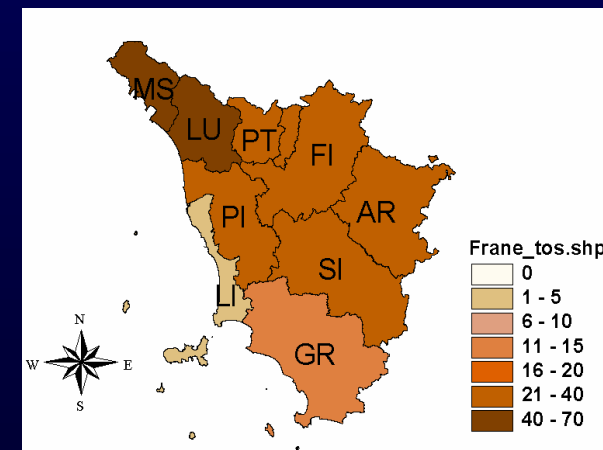 MS
LU
PT
FI
PI
AR
SI
LI
GR
N
W E
S
Frane_tos.shp
0
1 - 5
6 - 10
11 - 15
16 - 20
21 - 40
40 - 70